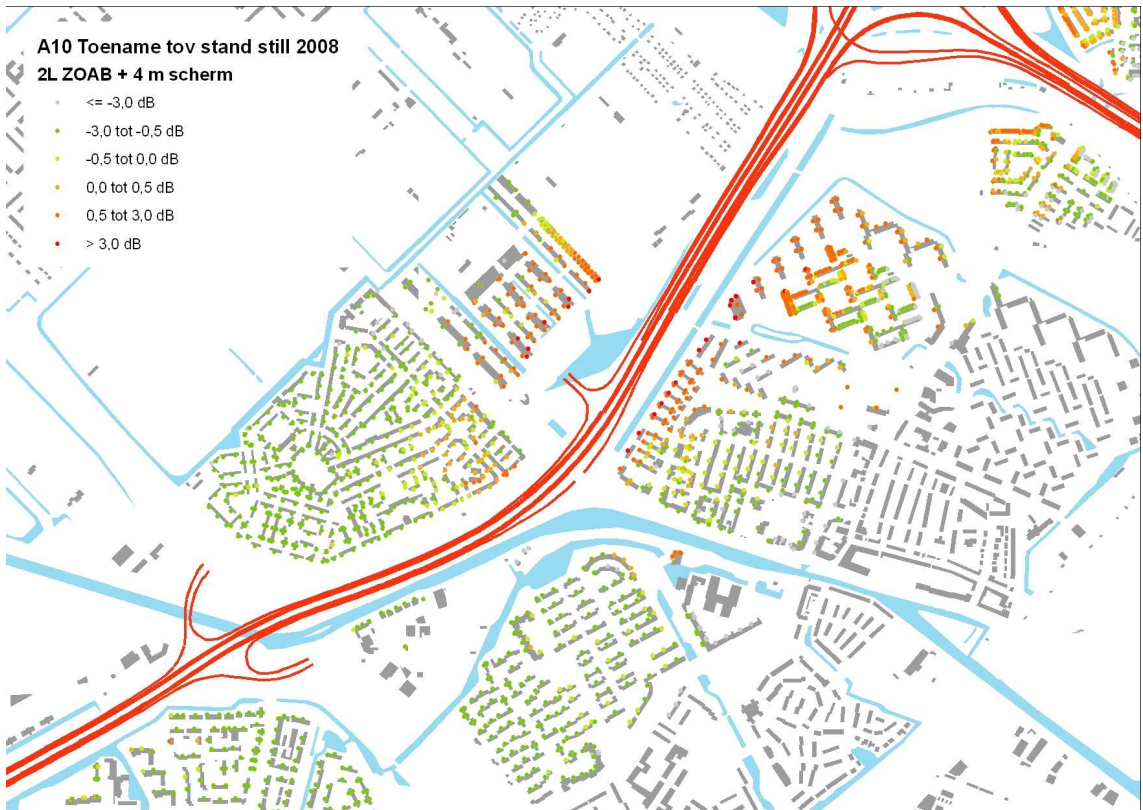 A10 Toename tov stand still 2008
2L ZOAB + 4 m scherm
<= -3,0 dB
-3,0 tot -0,5 dB
-0,5 tot 0,0 dB
0,0 tot 0,5 dB
0,5 tot 3,0 dB
> 3,0 dB